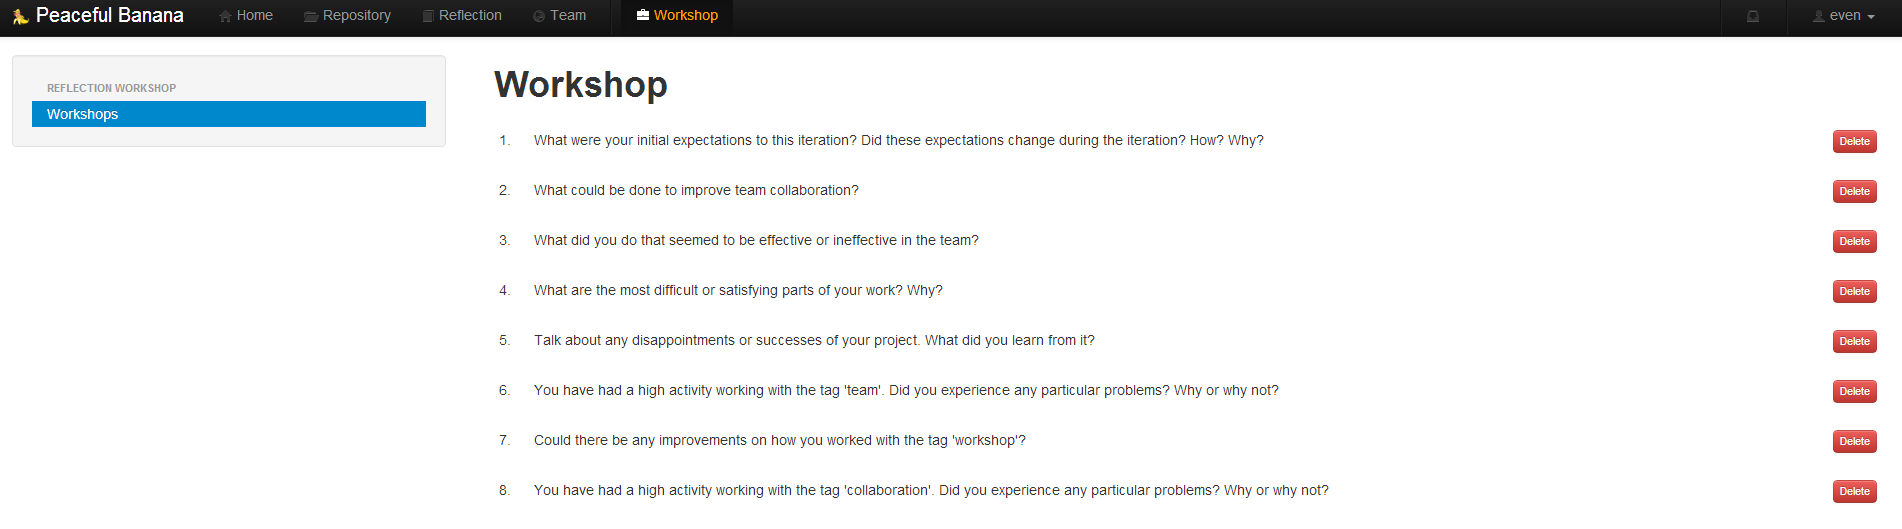 Peaceful Banana Home Repository Reflection Team Workshop even
REFLECTION WORKSHOP
Workshops
Workshop
1. What were your initial expectations to this iteration? Did these expectations change during the iteration? How? Why? Delete
2. What could be done to improve team collaboration? Delete
3. What did you do that seemed to be effective or ineffective in the team? Delete
4. What are the most difficult or satisfying parts of your work? Why? Delete
5. Talk about any disappointments or successes of your project. What did you learn from it? Delete
6. You have had a high activity working with the tag 'team'. Did you experience any particular problems? Why or why not? Delete
7. Could there be any improvements on how you worked with the tag 'workshop'? Delete
8. You have had a high activity working with the tag 'collaboration'. Did you experience any particular problems? Why or why not? Delete